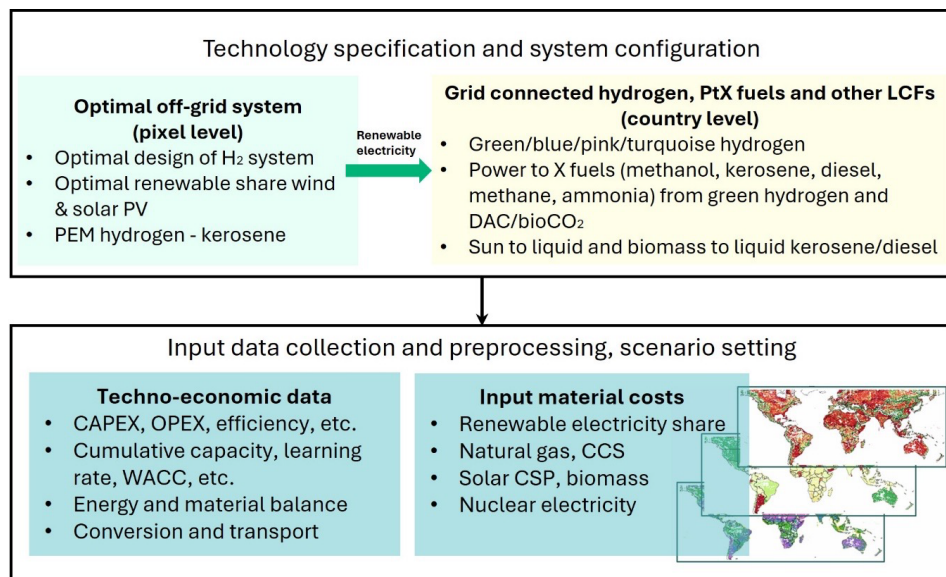 Technology specification and system configuration
Optimal off-grid system
(pixel level)
• Optimal design of H₂ system
• Optimal renewable share wind
& solar PV
• PEM hydrogen - kerosene
Renewable
electricity
Grid connected hydrogen, PtX fuels and other LCFs
(country level)
• Green/blue/pink/turquoise hydrogen
• Power to X fuels (methanol, kerosene, diesel,
methane, ammonia) from green hydrogen and
DAC/bioCO₂
• Sun to liquid and biomass to liquid kerosene/diesel
Input data collection and preprocessing, scenario setting
Techno-economic data
• CAPEX, OPEX, efficiency, etc.
• Cumulative capacity, learning
rate, WACC, etc.
• Energy and material balance
• Conversion and transport
Input material costs
• Renewable electricity share
• Natural gas, CCS
• Solar CSP, biomass
• Nuclear electricity